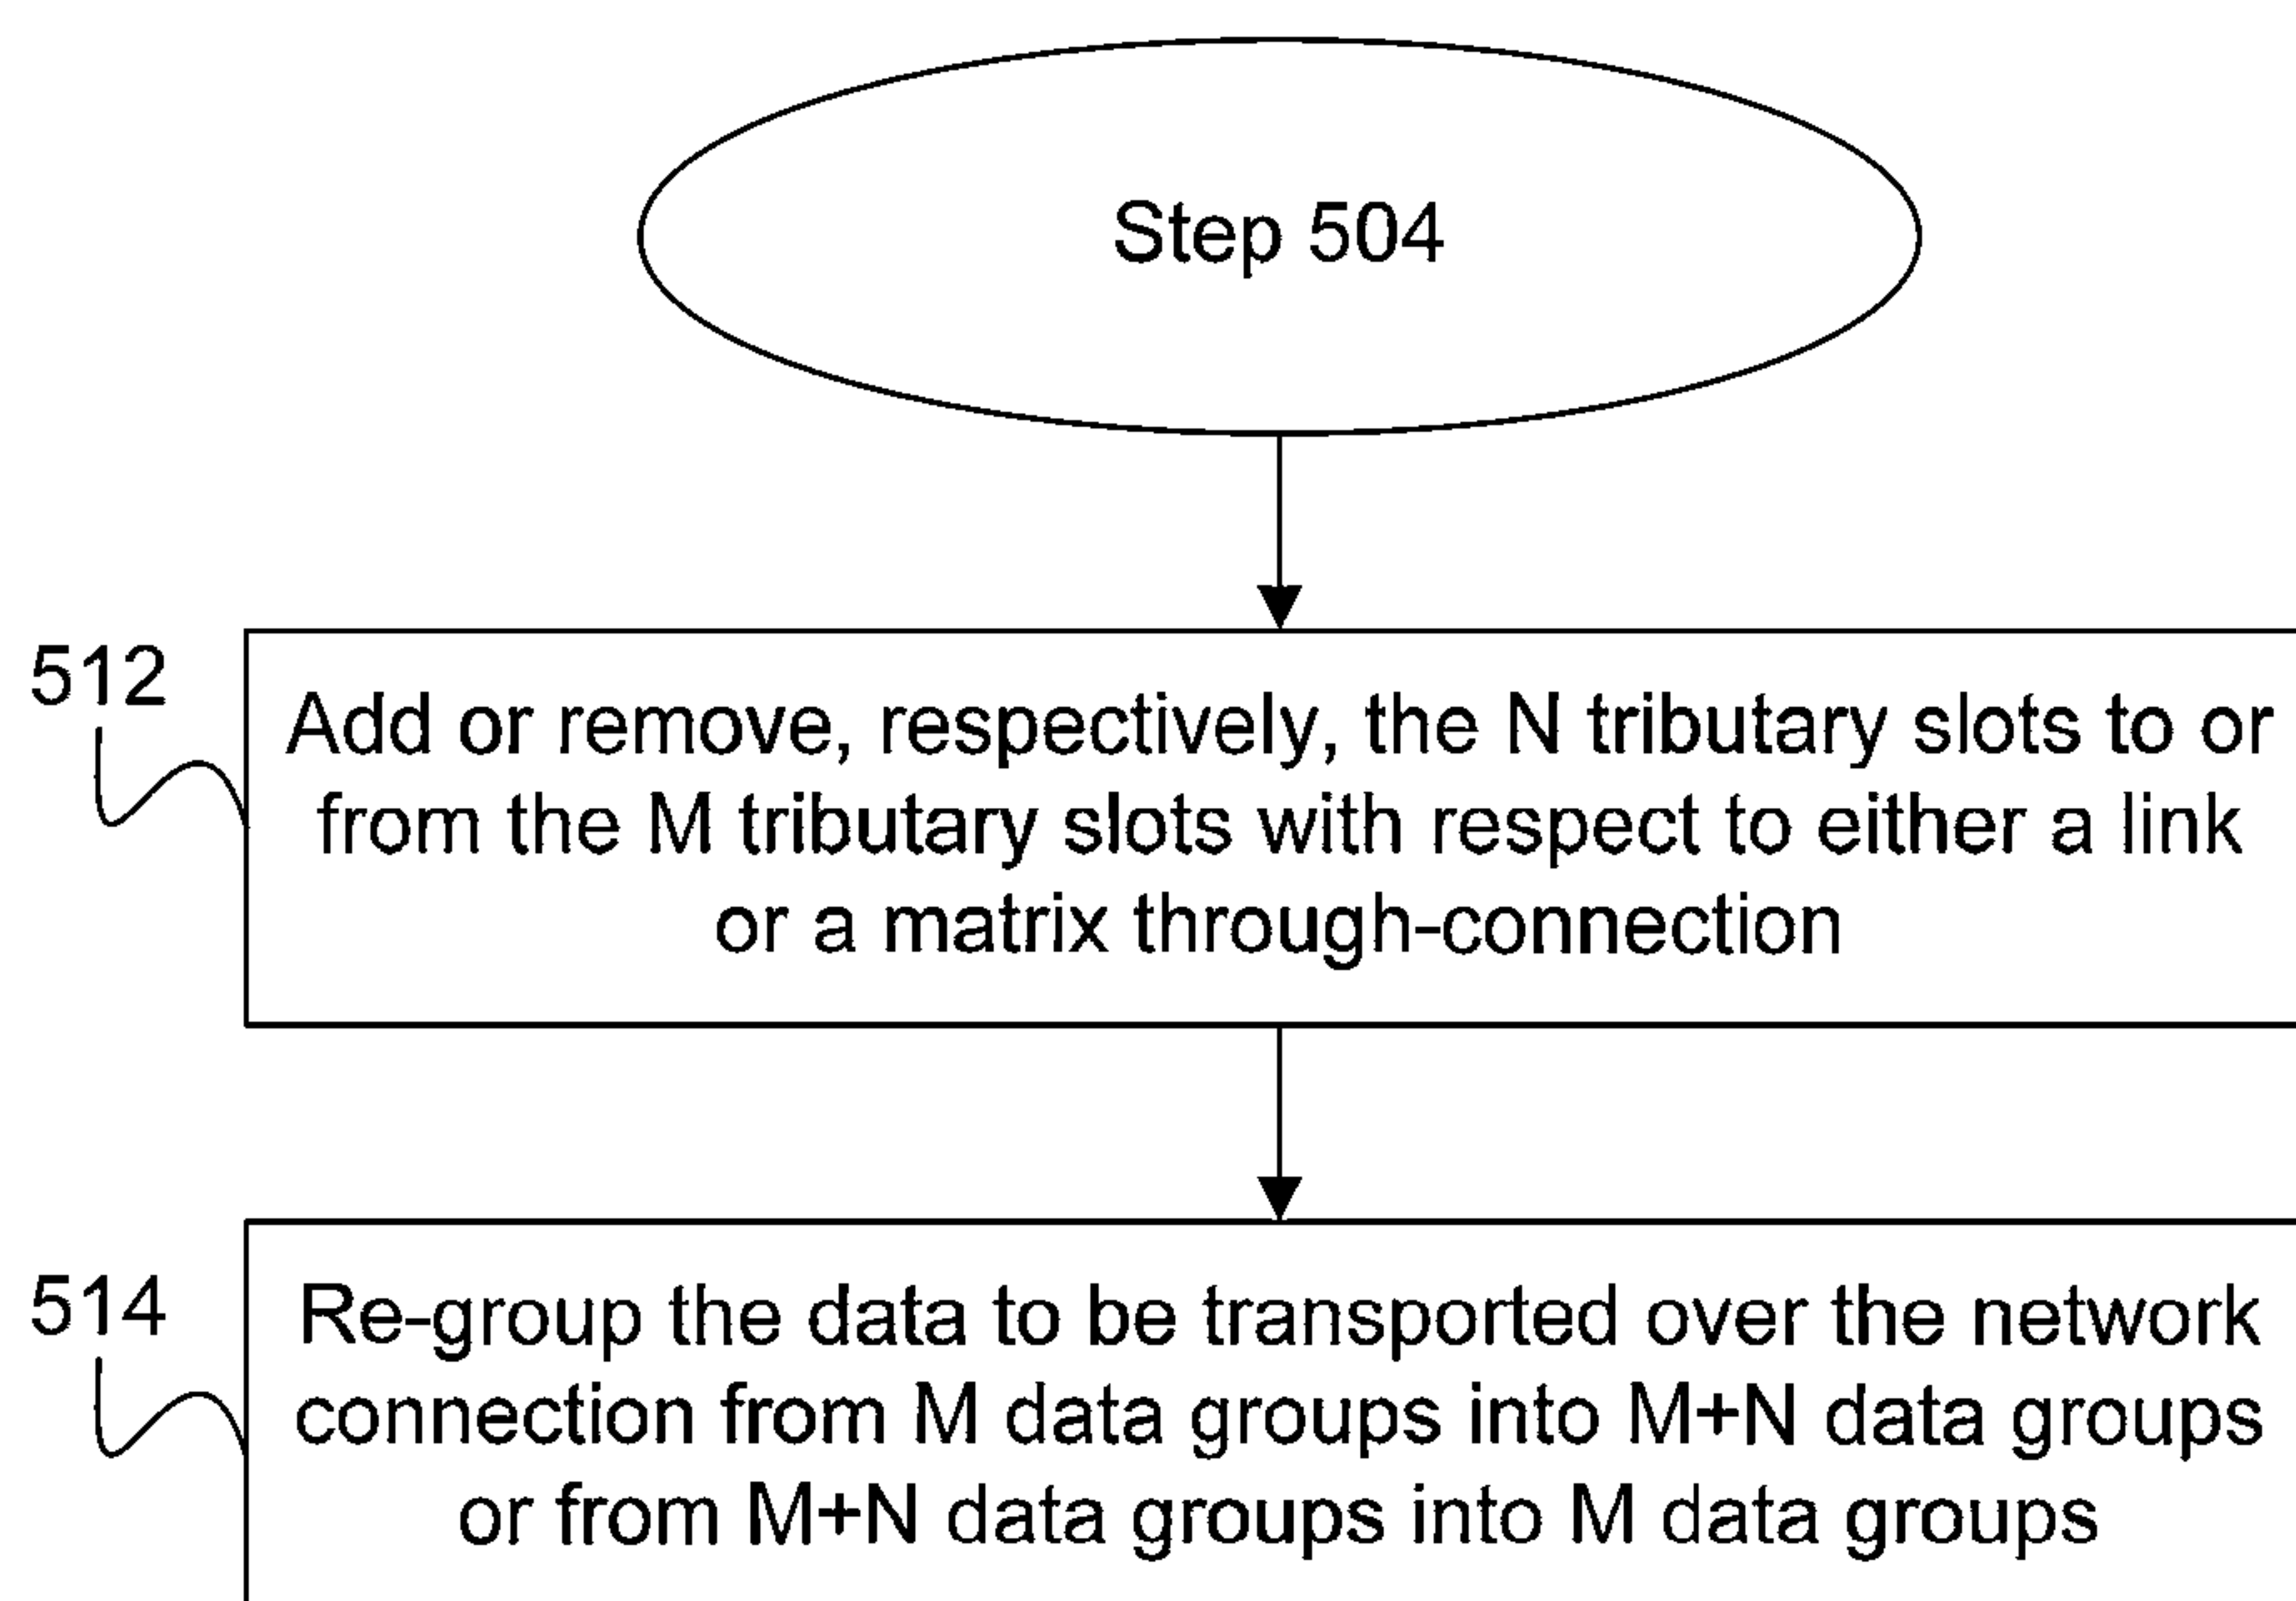 Step 504
512
Add or remove, respectively, the N tributary slots to or
from the M tributary slots with respect to either a link
or a matrix through-connection
514
Re-group the data to be transported over the network
connection from M data groups into M+N data groups
or from M+N data groups into M data groups